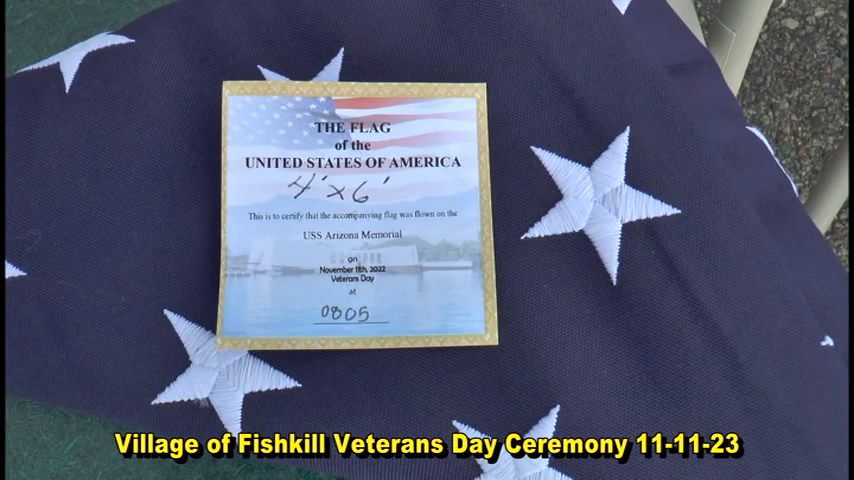 THE FLAG
of the
UNITED STATES OF AMERICA
4' x 6'
This is to certify that the accompanying flag was flown on the
USS Arizona Memorial
on
November 11th, 2022
Veterans Day
at
0805
Village of Fishkill Veterans Day Ceremony 11-11-23